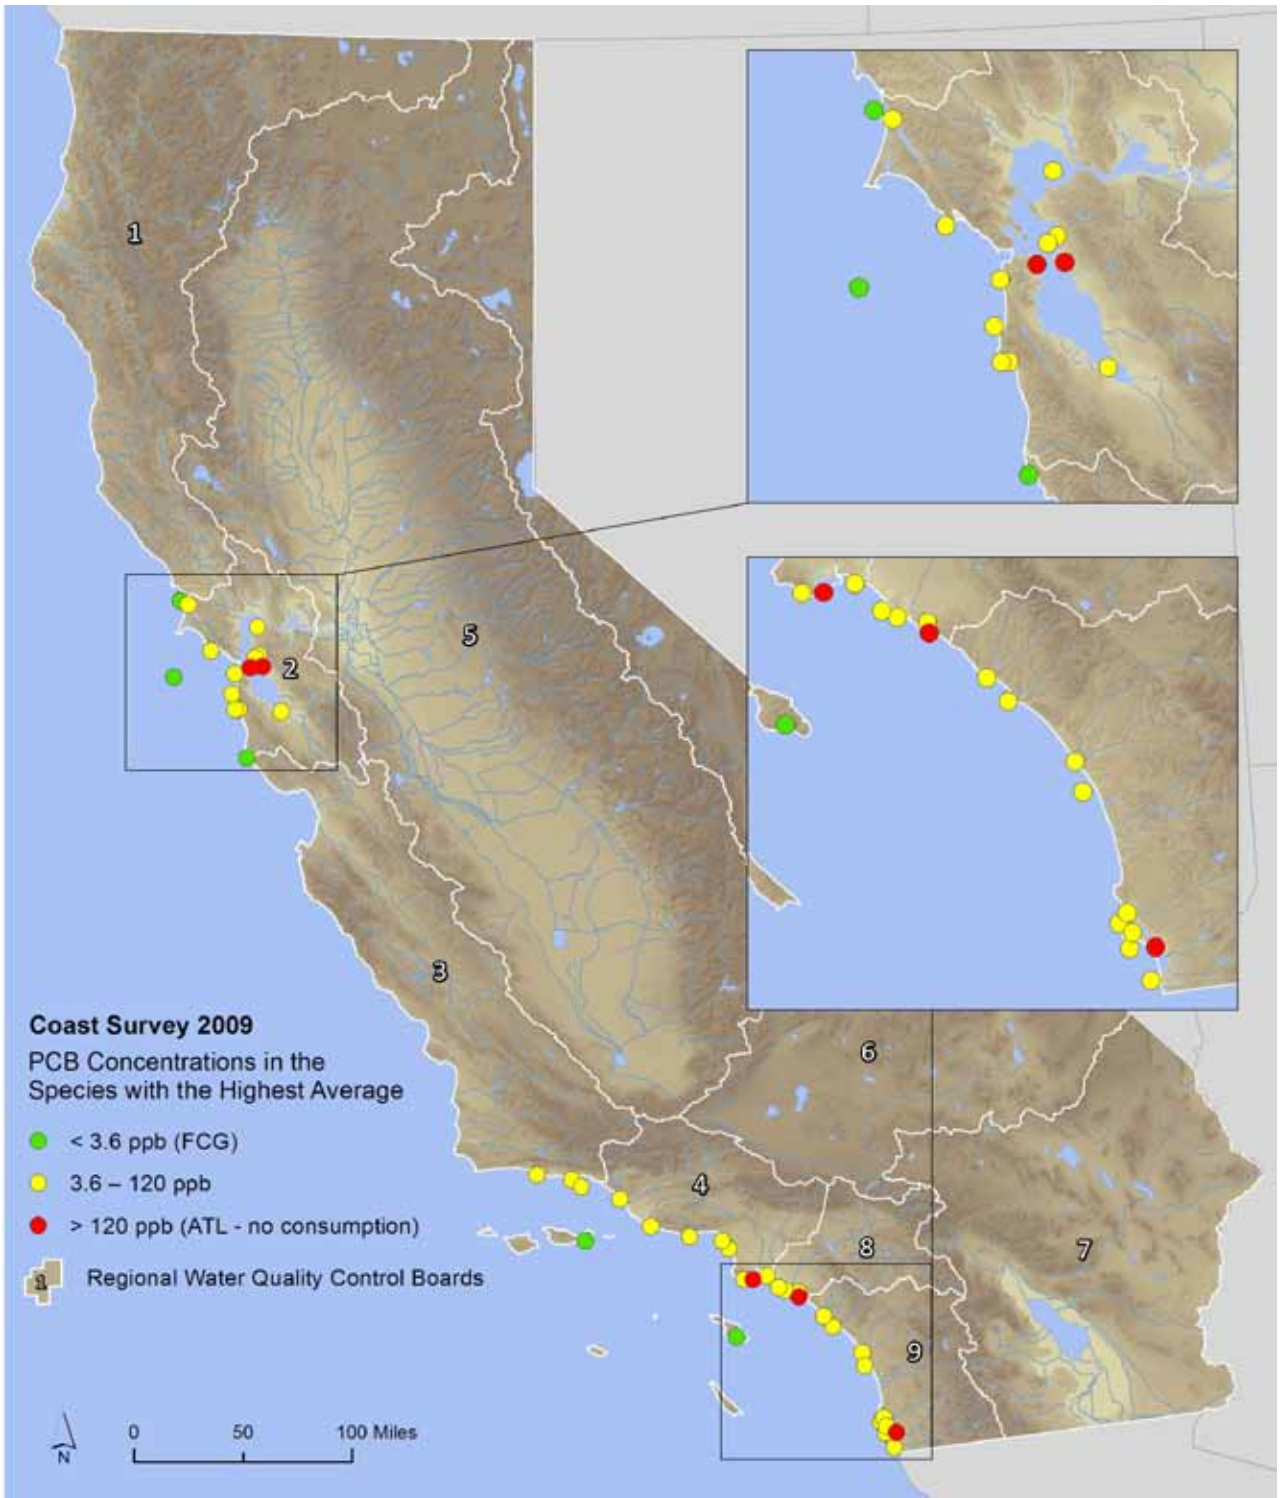 1
2
5
3
6
4
8
7
9
Coast Survey 2009
PCB Concentrations in the
Species with the Highest Average
< 3.6 ppb (FCG)
3.6 – 120 ppb
> 120 ppb (ATL - no consumption)
1 Regional Water Quality Control Boards
N
0 50 100 Miles